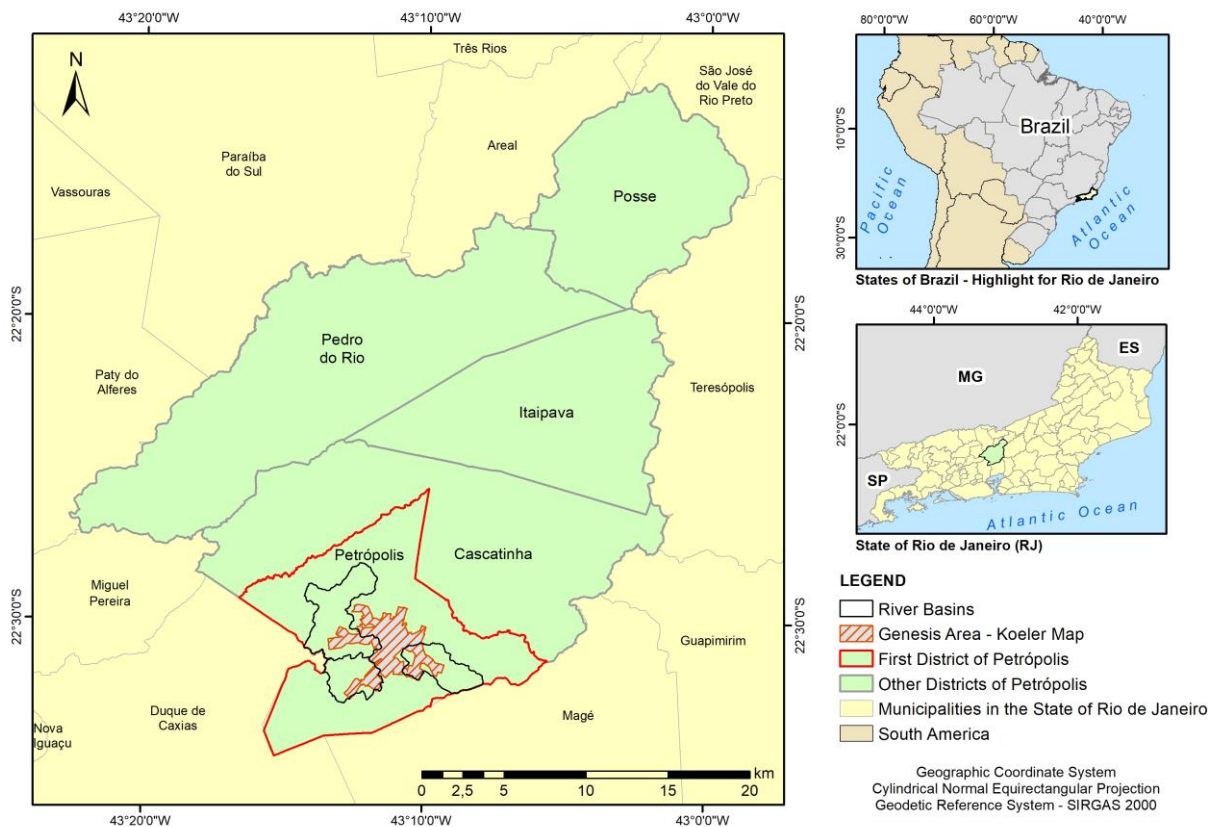 43°20'0"W
43°10'0"W
43°0'0"W
N
Três Rios
São José
do Vale do
Rio Preto
Areal
Paraíba
do Sul
Vassouras
Posse
22°20'0"S
22°20'0"S
Pedro
do Rio
Paty do
Alferes
Teresópolis
Itaipava
Petrópolis
Cascatinha
Miguel
Pereira
22°30'0"S
22°30'0"S
Guapimirim
Duque de
Caxias
Magé
Nova
Iguaçu
km
0
2,5
5
10
15
20
43°20'0"W
43°10'0"W
43°0'0"W
80°0'0"W
60°0'0"W
40°0'0"W
Brazil
10°0'0"S
30°0'0"S
Pacific
Ocean
Atlantic
Ocean
States of Brazil - Highlight for Rio de Janeiro
44°0'0"W
42°0'0"W
ES
MG
22°0'0"S
SP
Atlantic Ocean
State of Rio de Janeiro (RJ)
LEGEND
River Basins
Genesis Area - Koeler Map
First District of Petrópolis
Other Districts of Petrópolis
Municipalities in the State of Rio de Janeiro
South America
Geographic Coordinate System
Cylindrical Normal Equirectangular Projection
Geodetic Reference System - SIRGAS 2000